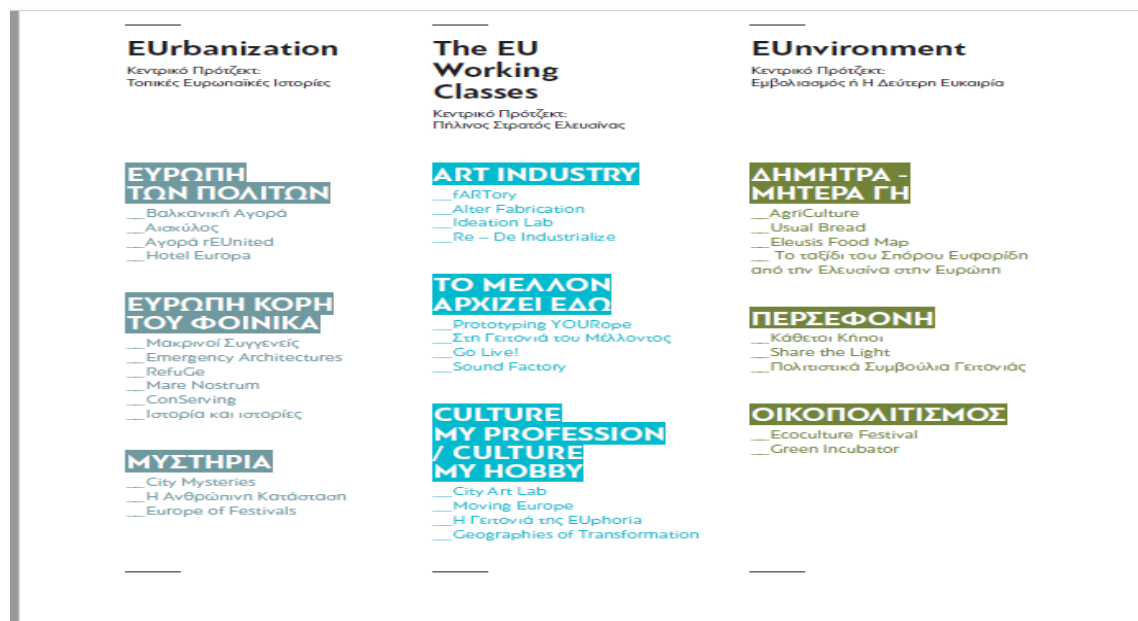 EUrbanization
Κεντρικό Πρότζεκτ:
Τοπικές Ευρωπαϊκές Ιστορίες
ΕΥΡΩΠΗ
ΤΩΝ ΠΟΛΙΤΩΝ
__Βαλκανική Αγορά
__Αισχύλος
__Αγορά rEUnited
__Hotel Europa
ΕΥΡΩΠΗ ΚΟΡΗ
ΤΟΥ ΦΟΙΝΙΚΑ
__Μακρινοί Συγγενείς
__Emergency Architectures
__RefuGe
__Mare Nostrum
__ConServing
__Ιστορία και ιστορίες
ΜΥΣΤΗΡΙΑ
__City Mysteries
__Η Ανθρώπινη Κατάσταση
__Europe of Festivals
The EU
Working
Classes
Κεντρικό Πρότζεκτ:
Πήλινος Στρατός Ελευσίνας
ART INDUSTRY
__fARTory
__Alter Fabrication
__Ideation Lab
__Re – De Industrialize
ΤΟ ΜΕΛΛΟΝ
ΑΡΧΙΖΕΙ ΕΔΩ
__Prototyping YOURope
__Στη Γειτονιά του Μέλλοντος
__Go Live!
__Sound Factory
CULTURE
MY PROFESSION
/ CULTURE
MY HOBBY
__City Art Lab
__Moving Europe
__Η Γειτονιά της EUphoria
__Geographies of Transformation
EUnvironment
Κεντρικό Πρότζεκτ:
Εμβολιασμός ή Η Δεύτερη Ευκαιρία
ΔΗΜΗΤΡΑ -
ΜΗΤΕΡΑ ΓΗ
__AgriCulture
__Usual Bread
__Eleusis Food Map
__ Το ταξίδι του Σπόρου Ευφορίδη
από την Ελευσίνα στην Ευρώπη
ΠΕΡΣΕΦΟΝΗ
__Κάθετοι Κήποι
__Share the Light
__Πολιτιστικά Συμβούλια Γειτονιάς
ΟΙΚΟΠΟΛΙΤΙΣΜΟΣ
__Ecoculture Festival
__Green Incubator